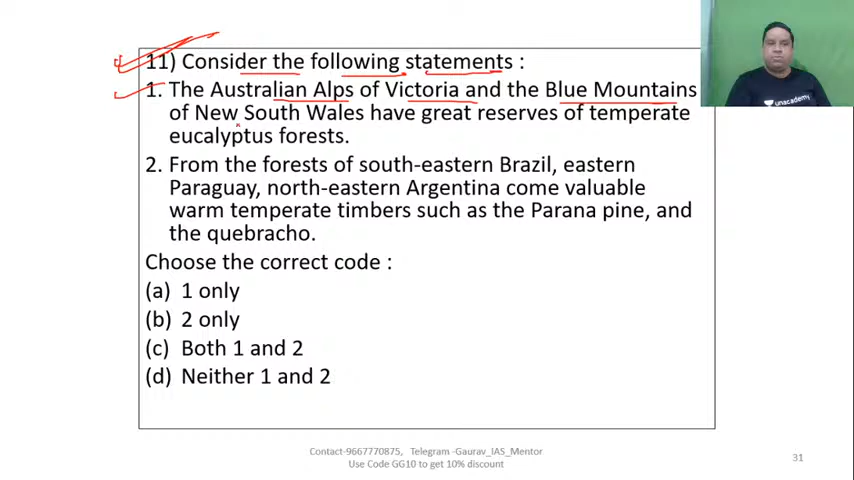 11) Consider the following statements :
1. The Australian Alps of Victoria and the Blue Mountains
of New South Wales have great reserves of temperate
eucalyptus forests.
2. From the forests of south-eastern Brazil, eastern
Paraguay, north-eastern Argentina come valuable
warm temperate timbers such as the Parana pine, and
the quebracho.
Choose the correct code :
(a) 1 only
(b) 2 only
(c) Both 1 and 2
(d) Neither 1 and 2
unacademy
Contact-9667770875, Telegram -Gaurav_IAS_Mentor
Use Code GG10 to get 10% discount
31